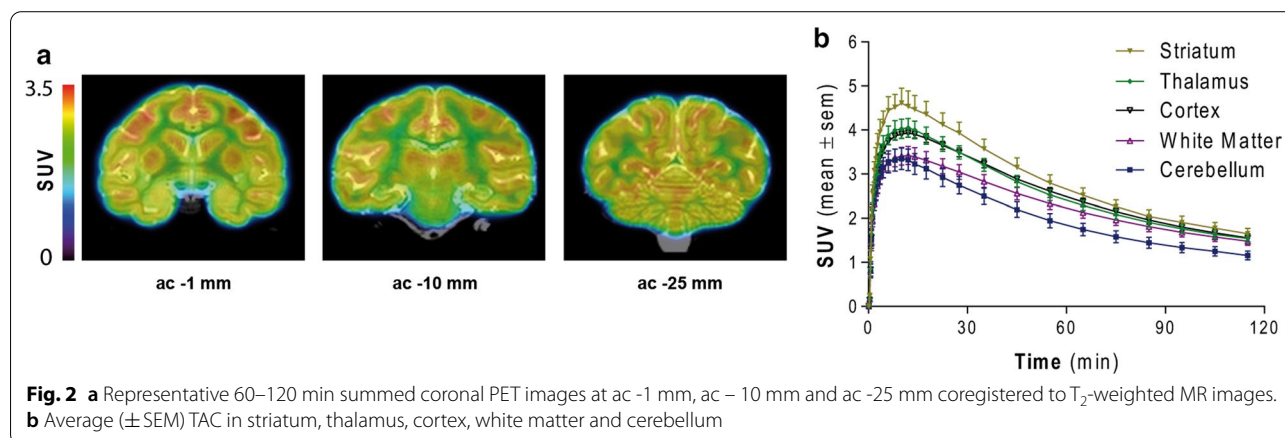 a
3.5
SUV
0
ac -1 mm
ac -10 mm
ac -25 mm
b
6
5
4
3
2
1
0
SUV (mean ± sem)
Striatum
Thalamus
Cortex
White Matter
Cerebellum
0 30 60 90 120
Time (min)
Fig. 2 a Representative 60–120 min summed coronal PET images at ac -1 mm, ac – 10 mm and ac -25 mm coregistered to T2-weighted MR images.
b Average (± SEM) TAC in striatum, thalamus, cortex, white matter and cerebellum